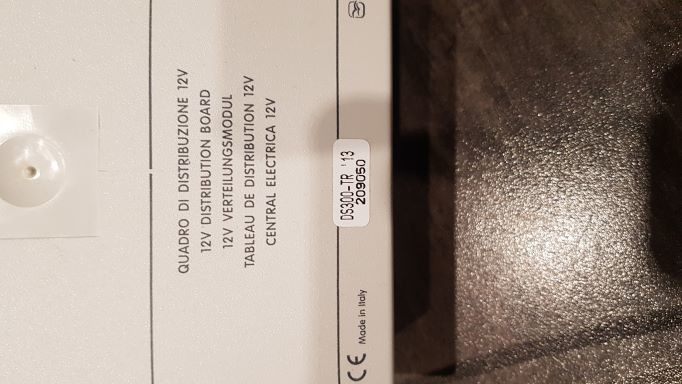 QUADRO DI DISTRIBUZIONE 12V
12V DISTRIBUTION BOARD
12V VERTEILUNGSMODUL
TABLEAU DE DISTRIBUTION 12V
CENTRAL ELECTRICA 12V
DS300-TR '13
209050
CE Made in Italy